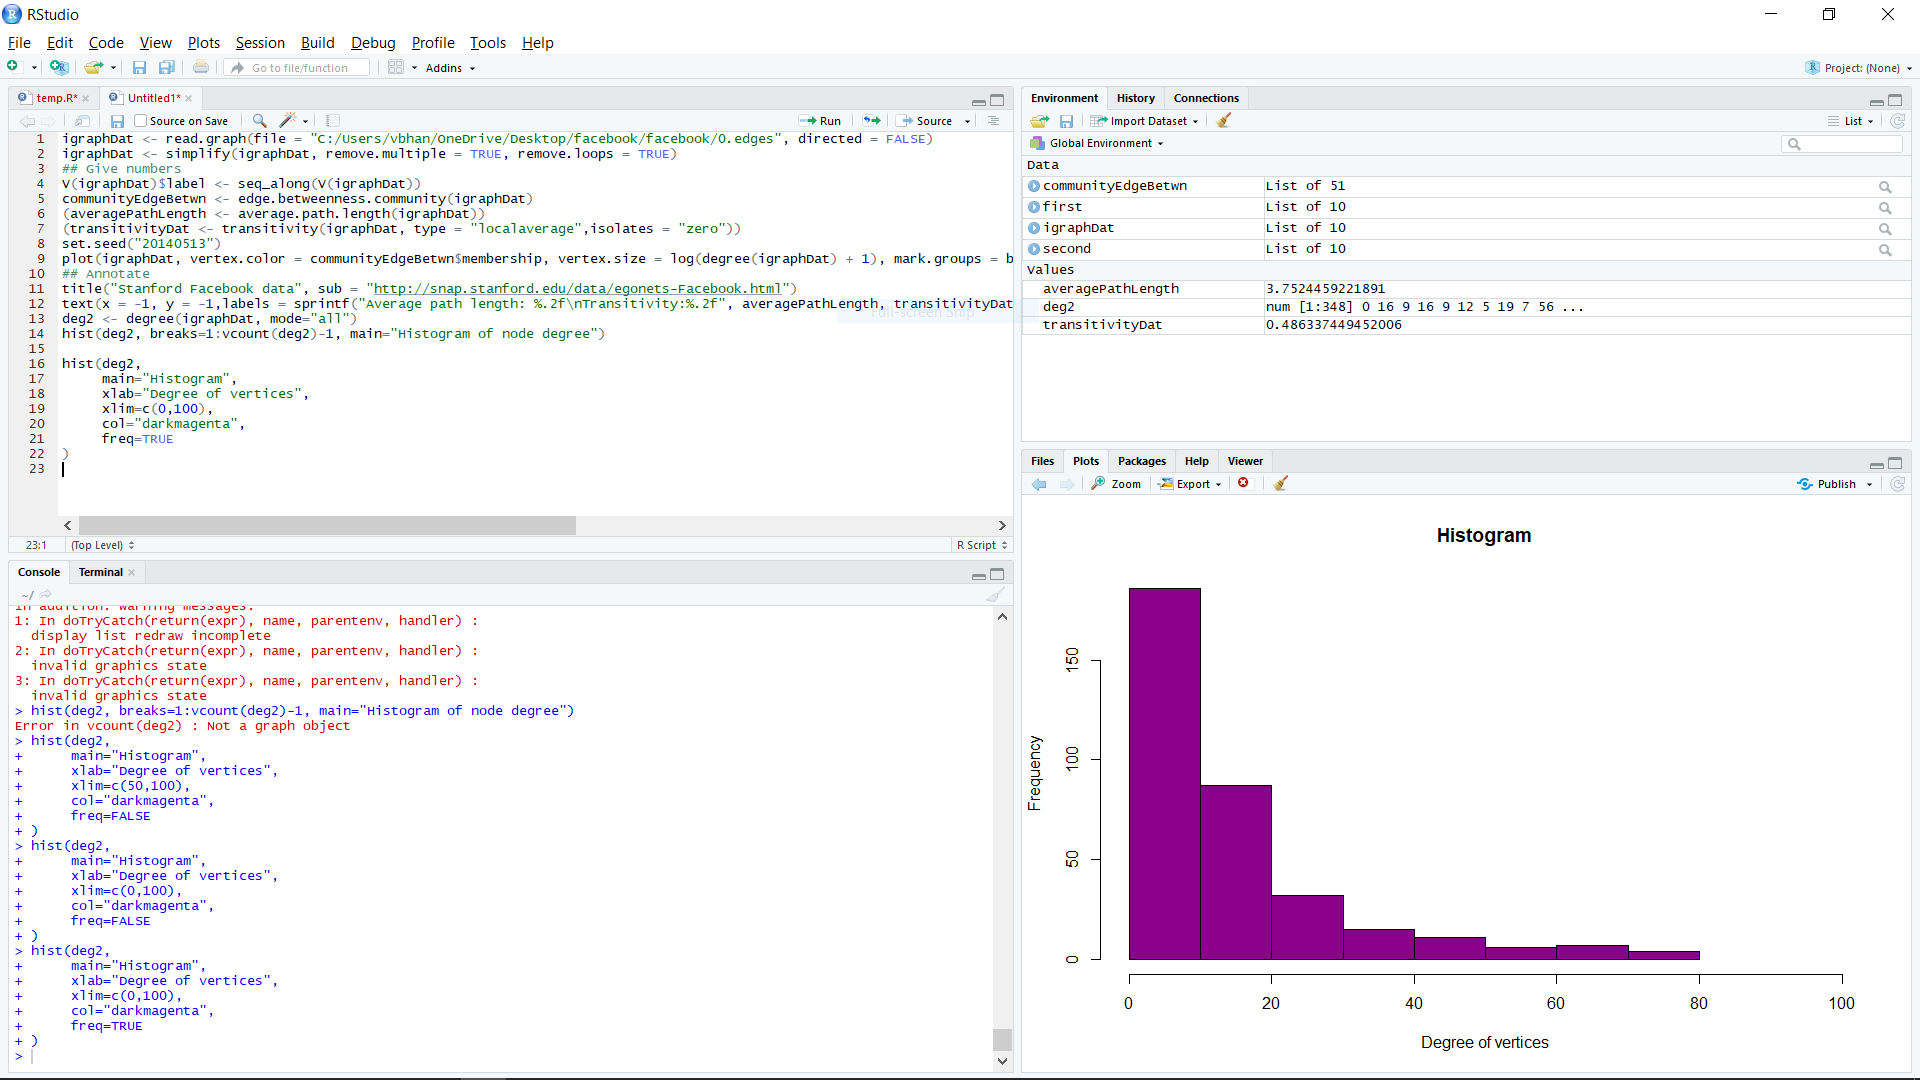 RStudio
File Edit Code View Plots Session Build Debug Profile Tools Help
Go to file/function Addins Project: (None)
temp.R* Untitled1*
Source on Save Run Source
1 igraphDat <- read.graph(file = "C:/Users/vbhan/OneDrive/Desktop/facebook/facebook/0.edges", directed = FALSE)
2 igraphDat <- simplify(igraphDat, remove.multiple = TRUE, remove.loops = TRUE)
3 ## Give numbers
4 V(igraphDat)$label <- seq_along(V(igraphDat))
5 communityEdgeBetwn <- edge.betweenness.community(igraphDat)
6 (averagePathLength <- average.path.length(igraphDat))
7 (transitivityDat <- transitivity(igraphDat, type = "localaverage",isolates = "zero"))
8 set.seed("20140513")
9 plot(igraphDat, vertex.color = communityEdgeBetwn$membership, vertex.size = log(degree(igraphDat) + 1), mark.groups = b
10 ## Annotate
11 title("Stanford Facebook data", sub = "http://snap.stanford.edu/data/egonets-Facebook.html")
12 text(x = -1, y = -1,labels = sprintf("Average path length: %.2f\nTransitivity:%.2f", averagePathLength, transitivityDat
Full-screen Snip
13 deg2 <- degree(igraphDat, mode="all")
14 hist(deg2, breaks=1:vcount(deg2)-1, main="Histogram of node degree")
15
16 hist(deg2,
17 main="Histogram",
18 xlab="Degree of vertices",
19 xlim=c(0,100),
20 col="darkmagenta",
21 freq=TRUE
22 )
23
23:1 (Top Level) R Script
Console Terminal
~/
In addition: Warning messages:
1: In doTryCatch(return(expr), name, parentenv, handler) :
display list redraw incomplete
2: In doTryCatch(return(expr), name, parentenv, handler) :
invalid graphics state
3: In doTryCatch(return(expr), name, parentenv, handler) :
invalid graphics state
> hist(deg2, breaks=1:vcount(deg2)-1, main="Histogram of node degree")
Error in vcount(deg2) : Not a graph object
> hist(deg2,
+ main="Histogram",
+ xlab="Degree of vertices",
+ xlim=c(50,100),
+ col="darkmagenta",
+ freq=FALSE
+ )
> hist(deg2,
+ main="Histogram",
+ xlab="Degree of vertices",
+ xlim=c(0,100),
+ col="darkmagenta",
+ freq=FALSE
+ )
> hist(deg2,
+ main="Histogram",
+ xlab="Degree of vertices",
+ xlim=c(0,100),
+ col="darkmagenta",
+ freq=TRUE
+ )
>
Environment History Connections
Import Dataset List
Global Environment
Data
communityEdgeBetwn List of 51
first List of 10
igraphDat List of 10
second List of 10
Values
averagePathLength 3.7524459221891
deg2 num [1:348] 0 16 9 16 9 12 5 19 7 56 ...
transitivityDat 0.486337449452006
Files Plots Packages Help Viewer
Zoom Export Publish
Histogram
Frequency
150
100
50
0
0 20 40 60 80 100
Degree of vertices